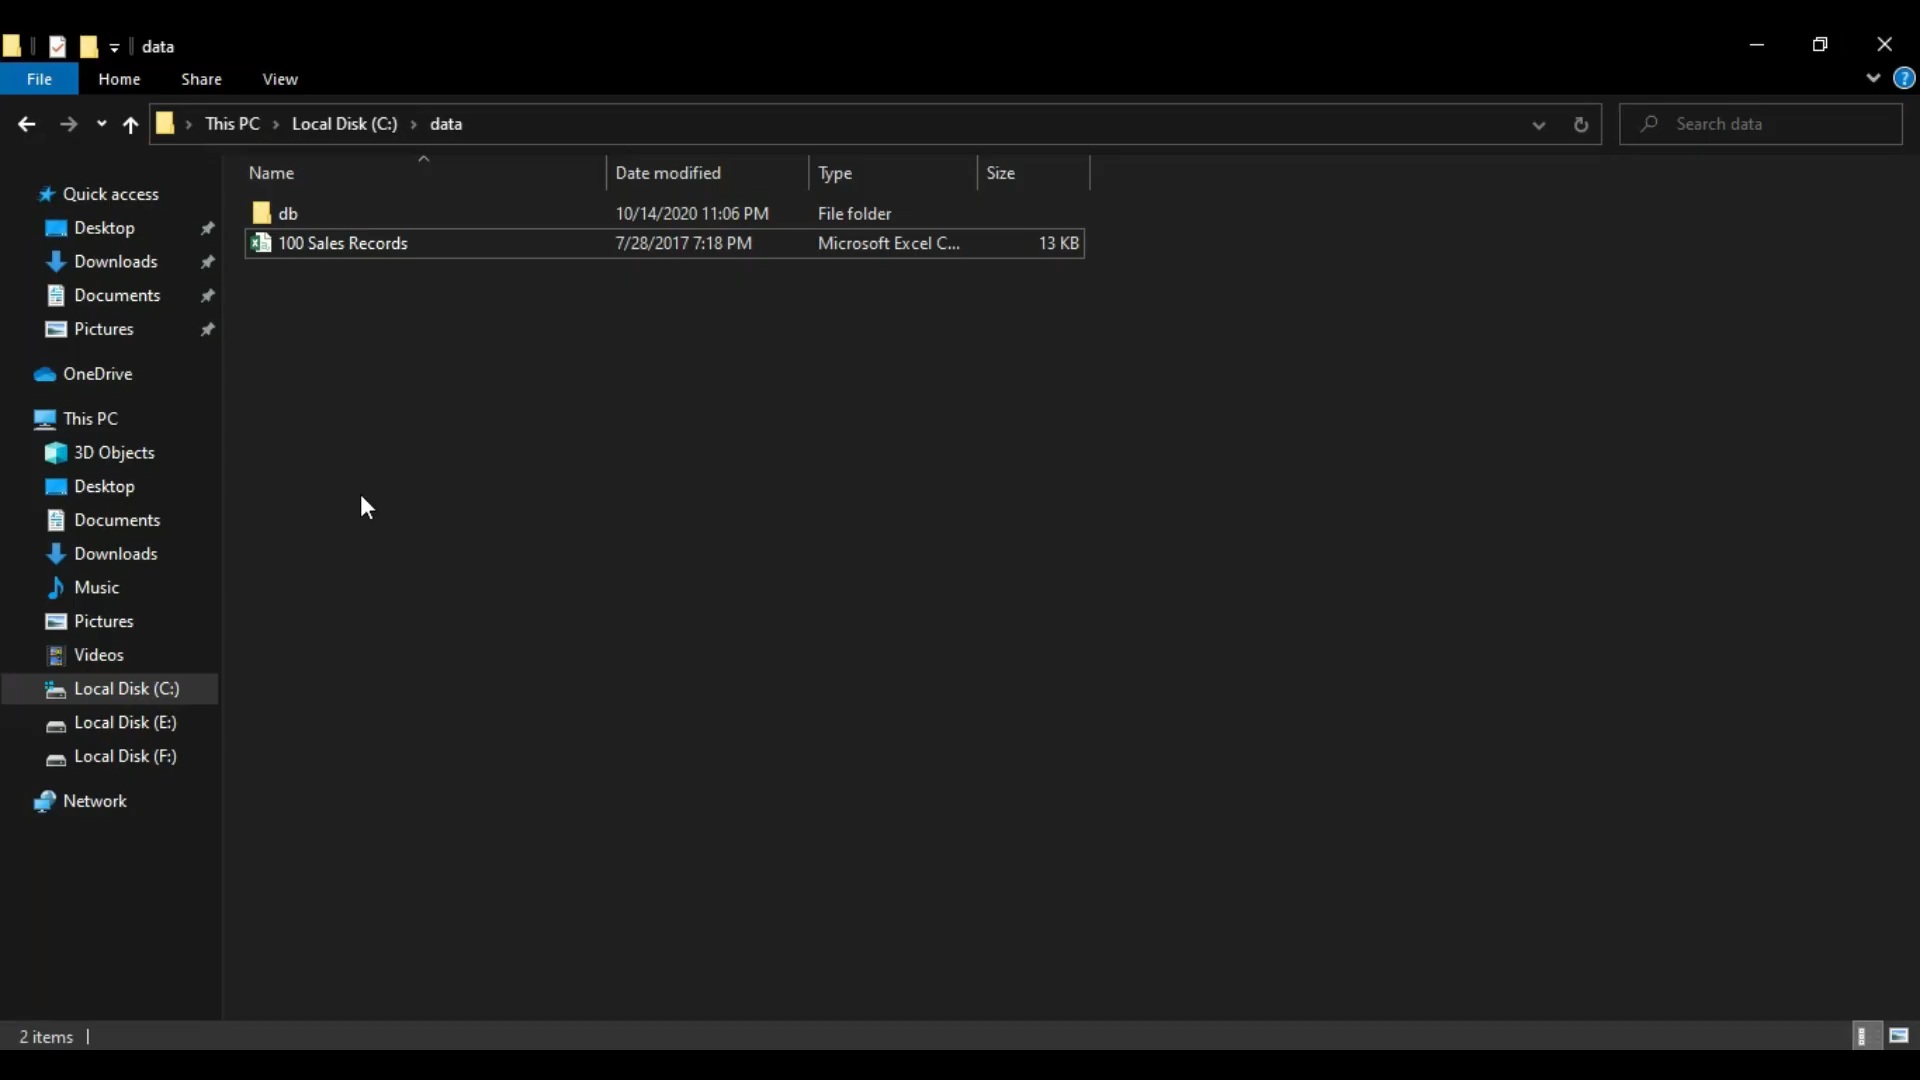 data
File Home Share View
?
This PC › Local Disk (C:) › data
Search data
Name Date modified Type Size
db 10/14/2020 11:06 PM File folder
100 Sales Records 7/28/2017 7:18 PM Microsoft Excel C... 13 KB
Quick access
Desktop
Downloads
Documents
Pictures
OneDrive
This PC
3D Objects
Desktop
Documents
Downloads
Music
Pictures
Videos
Local Disk (C:)
Local Disk (E:)
Local Disk (F:)
Network
2 items